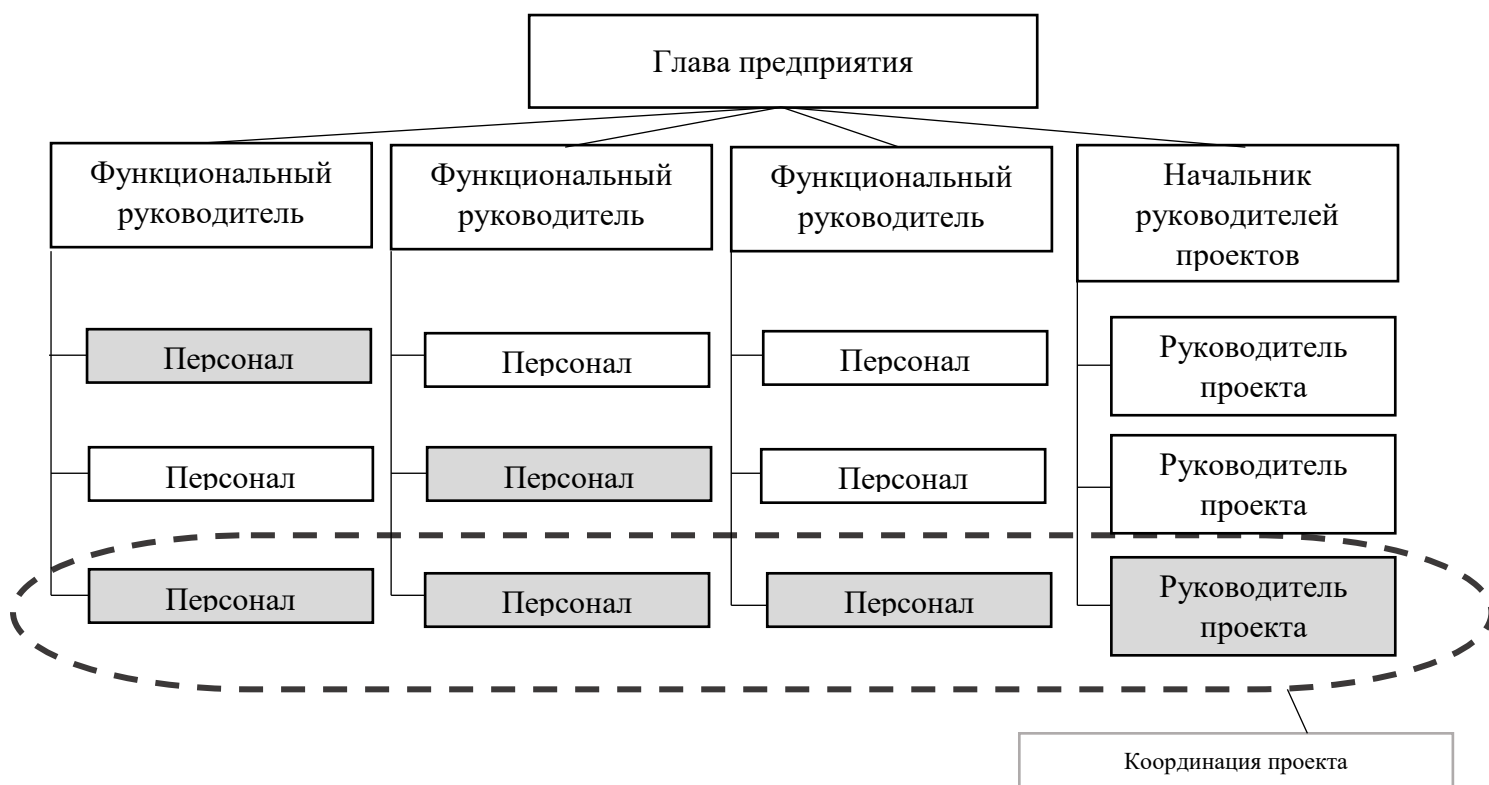 Глава предприятия
Функциональный
руководитель
Функциональный
руководитель
Функциональный
руководитель
Начальник
руководителей
проектов
Персонал
Персонал
Персонал
Руководитель
проекта
Персонал
Персонал
Персонал
Руководитель
проекта
Персонал
Персонал
Персонал
Руководитель
проекта
Координация проекта